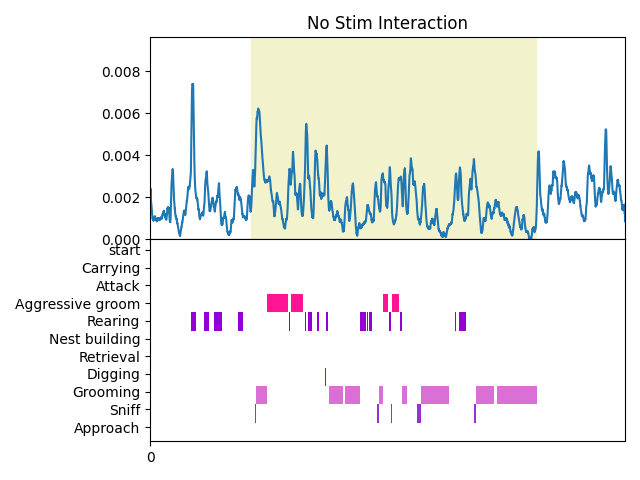 No Stim Interaction
0.008
0.006
0.004
0.002
0.000
start
Carrying
Attack
Aggressive groom
Rearing
Nest building
Retrieval
Digging
Grooming
Sniff
Approach
0